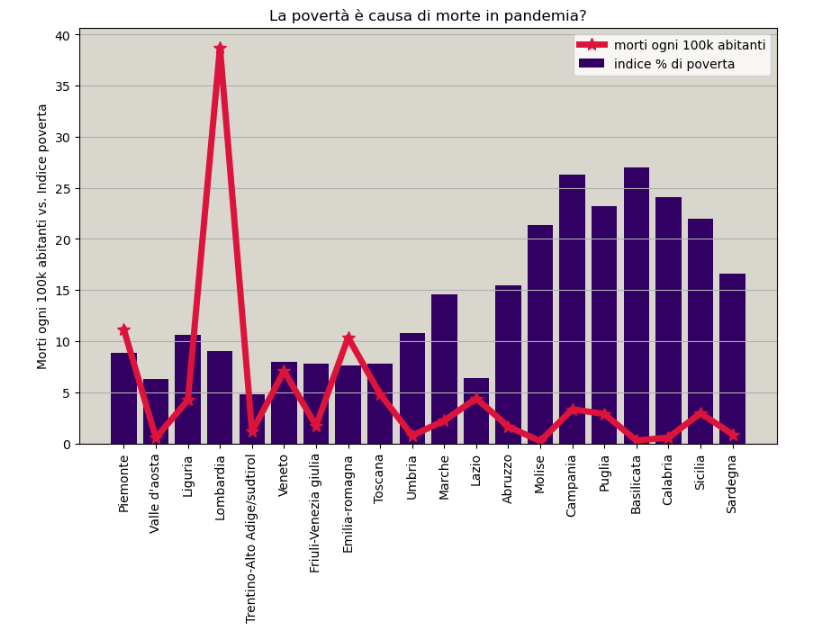 La povertà è causa di morte in pandemia?
morti ogni 100k abitanti
indice % di poverta
Morti ogni 100k abitanti vs. Indice poverta
40
35
30
25
20
15
10
5
0
Piemonte
Valle d'aosta
Liguria
Lombardia
Trentino-Alto Adige/sudtirol
Veneto
Friuli-Venezia giulia
Emilia-romagna
Toscana
Umbria
Marche
Lazio
Abruzzo
Molise
Campania
Puglia
Basilicata
Calabria
Sicilia
Sardegna